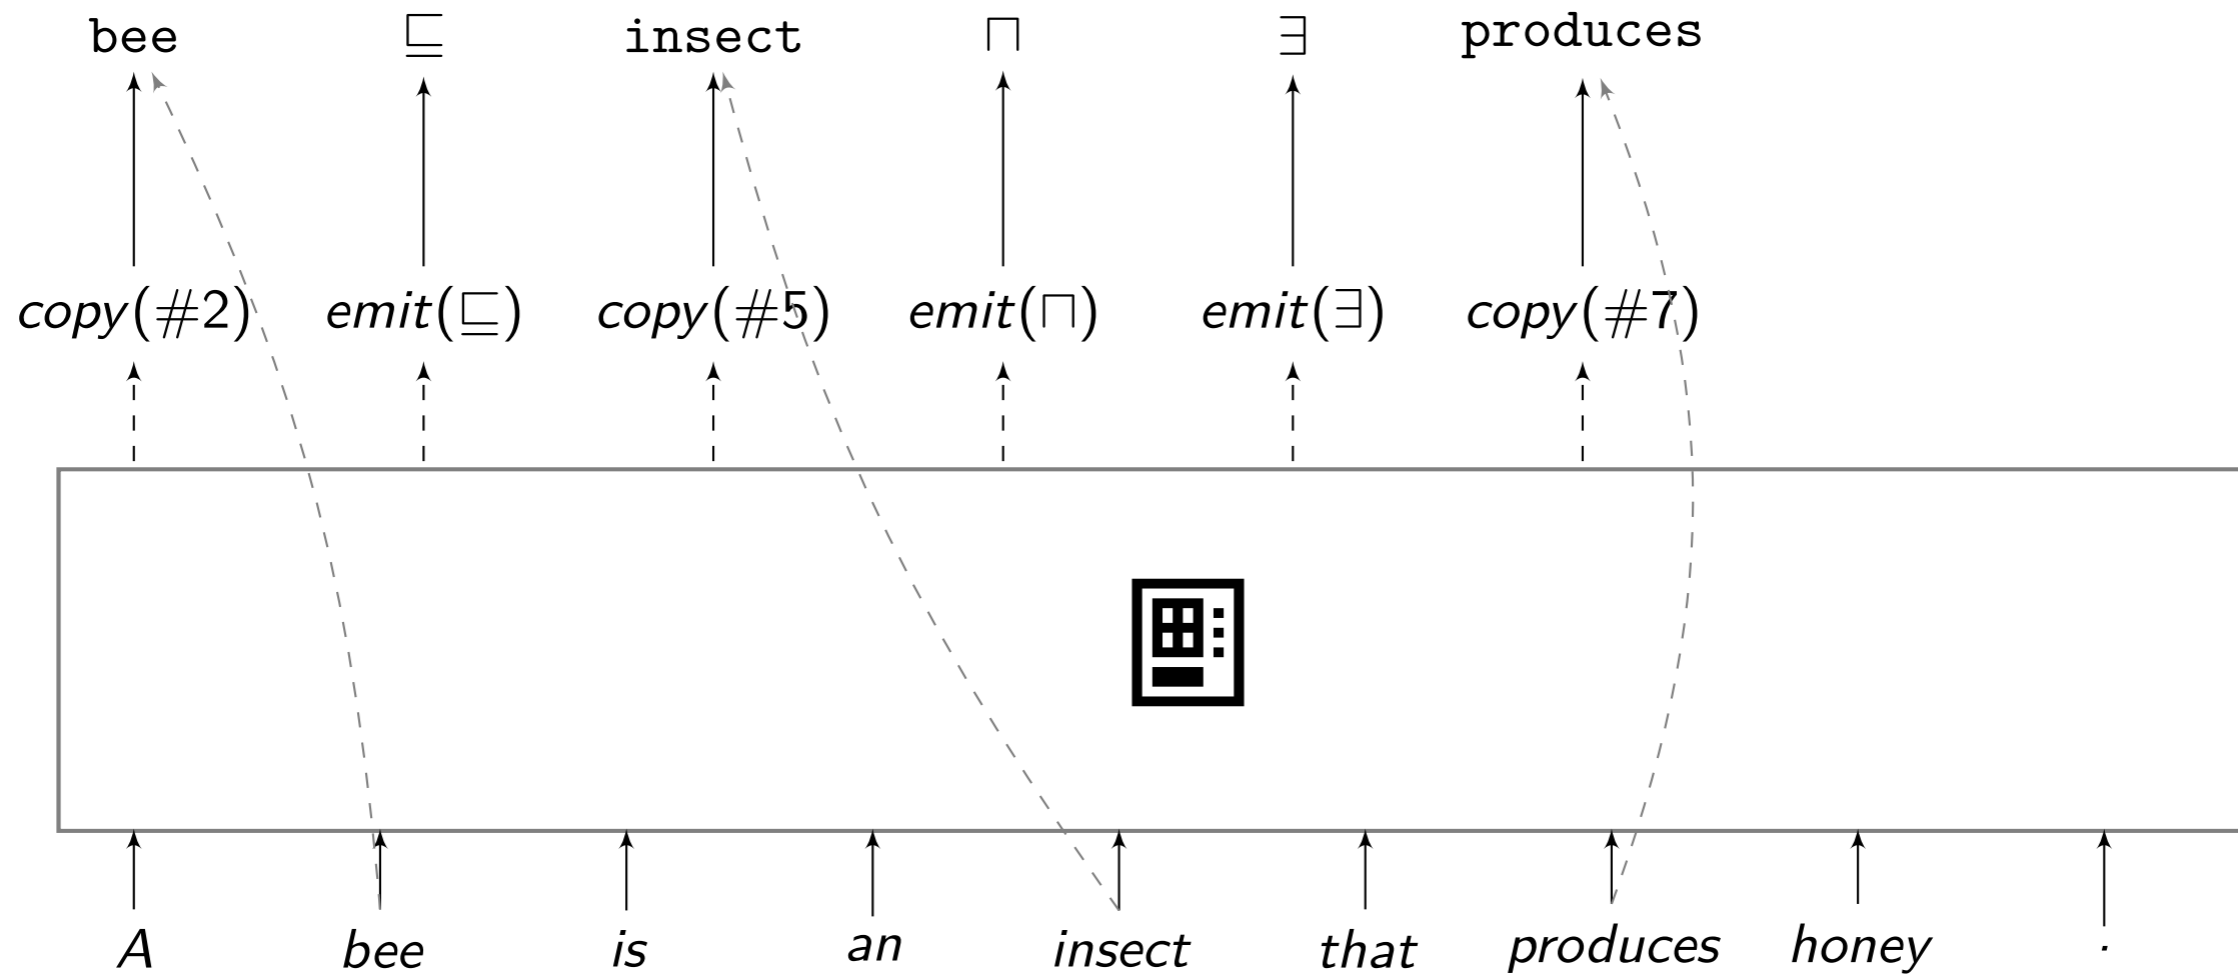 bee ⊑ insect ⊓ ∃ produces
copy(#2) emit(⊑) copy(#5) emit(⊓) emit(∃) copy(#7)
A bee is an insect that produces honey .